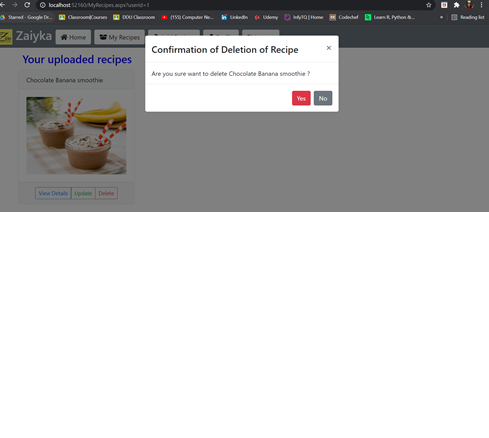 localhost:52160/MyRecipes.aspx?userid=1
Starred - Google Dr...
Classroom|Courses
DDU Classroom
(155) Computer Ne...
LinkedIn
Udemy
InfyTQ | Home
Codechef
Learn R, Python &...
»
Reading list
Zaiyka
Home
My Recipes
Your uploaded recipes
Chocolate Banana smoothie
View Details
Update
Delete
Confirmation of Deletion of Recipe
×
Are you sure want to delete Chocolate Banana smoothie ?
Yes
No